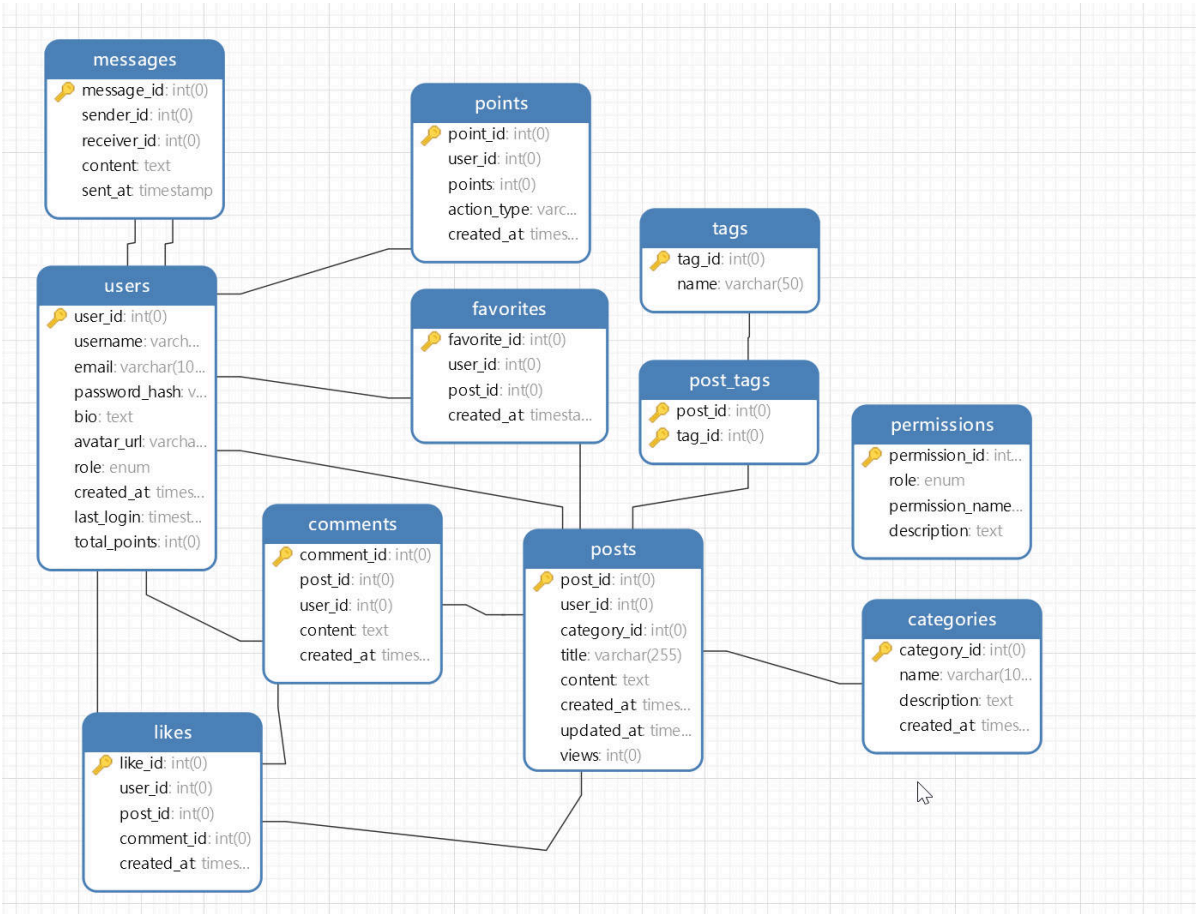 messages
message_id: int(0)
sender_id: int(0)
receiver_id: int(0)
content: text
sent_at: timestamp
points
point_id: int(0)
user_id: int(0)
points: int(0)
action_type: varc...
created_at: times...
tags
tag_id: int(0)
name: varchar(50)
users
user_id: int(0)
username: varch...
email: varchar(10...
password_hash: v...
bio: text
avatar_url: varcha...
role: enum
created_at: times...
last_login: timest...
total_points: int(0)
favorites
favorite_id: int(0)
user_id: int(0)
post_id: int(0)
created_at: timesta...
post_tags
post_id: int(0)
tag_id: int(0)
permissions
permission_id: int...
role: enum
permission_name...
description: text
comments
comment_id: int(0)
post_id: int(0)
user_id: int(0)
content: text
created_at: times...
posts
post_id: int(0)
user_id: int(0)
category_id: int(0)
title: varchar(255)
content: text
created_at: times...
updated_at: time...
views: int(0)
categories
category_id: int(0)
name: varchar(10...
description: text
created_at: times...
likes
like_id: int(0)
user_id: int(0)
post_id: int(0)
comment_id: int(0)
created_at: times...